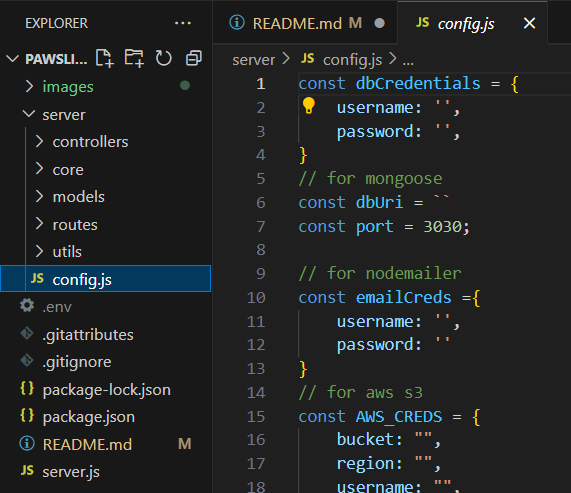 EXPLORER ...
PAWSLI...
images
server
controllers
core
models
routes
utils
JS config.js
.env
.gitattributes
.gitignore
{} package-lock.json
{} package.json
README.md M
JS server.js
README.md M
JS config.js
server > JS config.js > ...
1 const dbCredentials = {
2 username: '',
3 password: '',
4 }
5 // for mongoose
6 const dbUri = ``
7 const port = 3030;
8
9 // for nodemailer
10 const emailCreds ={
11 username: '',
12 password: ''
13 }
14 // for aws s3
15 const AWS_CREDS = {
16 bucket: "",
17 region: "",
18 username: "",